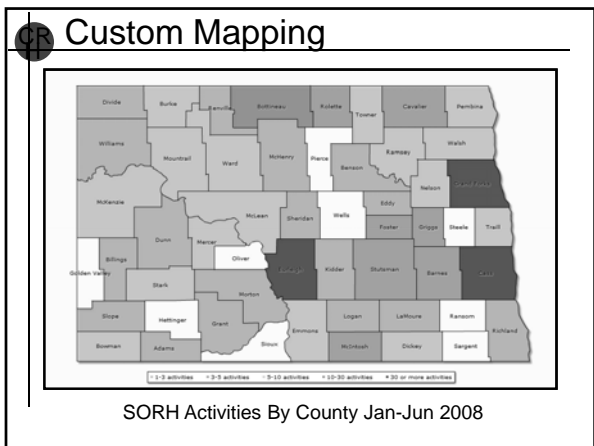 CR Custom Mapping
Divide Burke Renville Bottineau Rolette Towner Cavalier Pembina
Williams Mountrail Ward McHenry Pierce Benson Ramsey Walsh
McKenzie McLean Sheridan Wells Eddy Nelson Grand Forks
Dunn Mercer Oliver Burleigh Kidder Foster Stutsman Griggs Steele Traill
Golden Valley Billings Stark Morton Barnes Cass
Slope Hettinger Grant Emmons Logan LaMoure Ransom Richland
Bowman Adams Sioux McIntosh Dickey Sargent
1-3 activities 3-5 activities 5-10 activities 10-30 activities 30 or more activities
SORH Activities By County Jan-Jun 2008